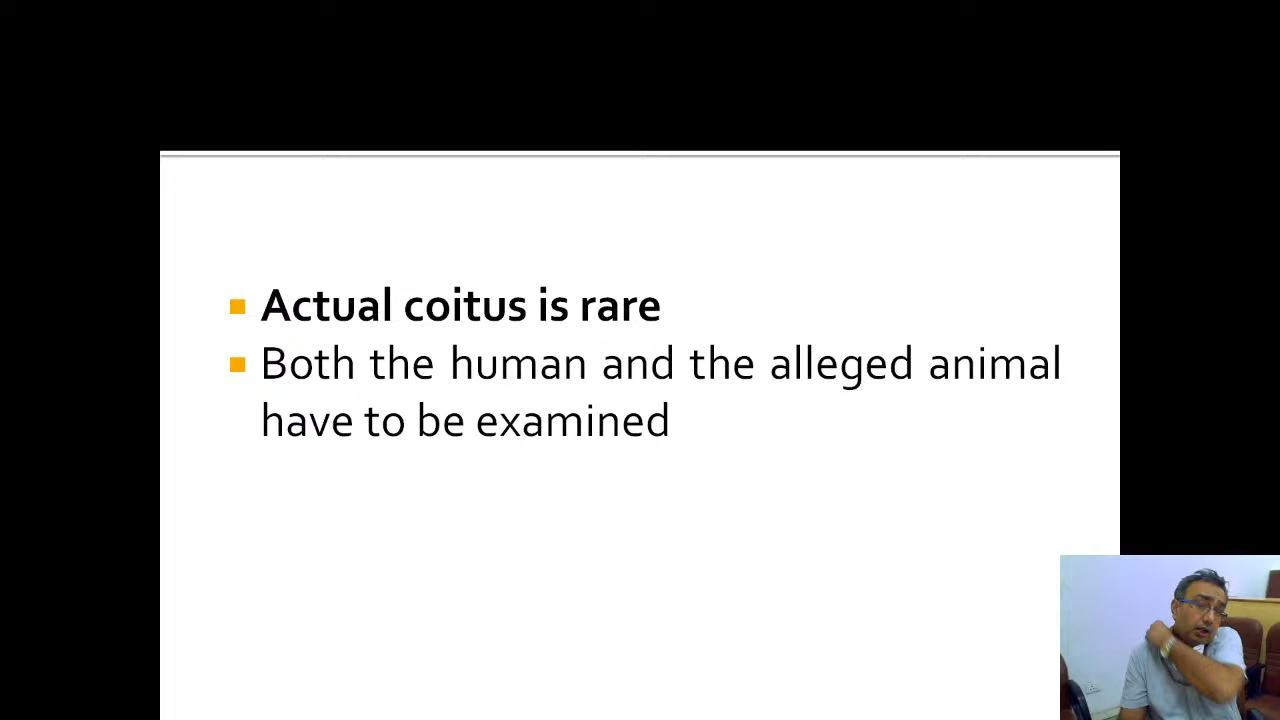 Actual coitus is rare
Both the human and the alleged animal
have to be examined